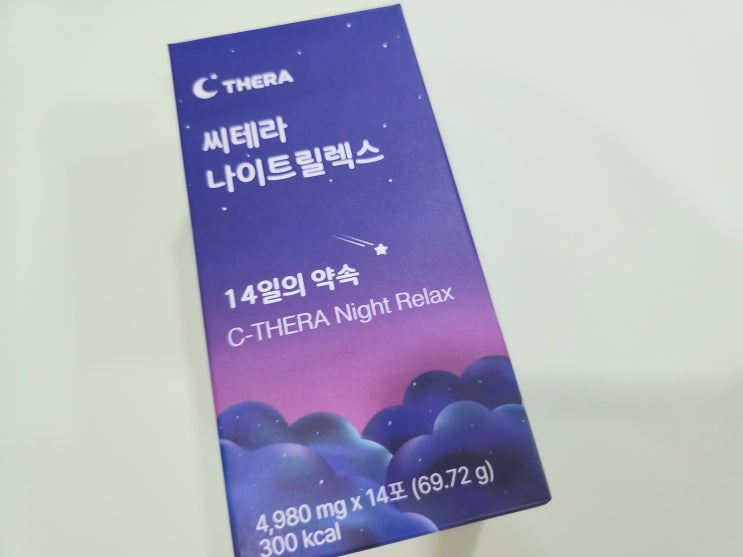 THERA
씨테라
나이트릴렉스
14일의 약속
C-THERA Night Relax
4,980 mg x 14포 (69.72 g)
300 kcal